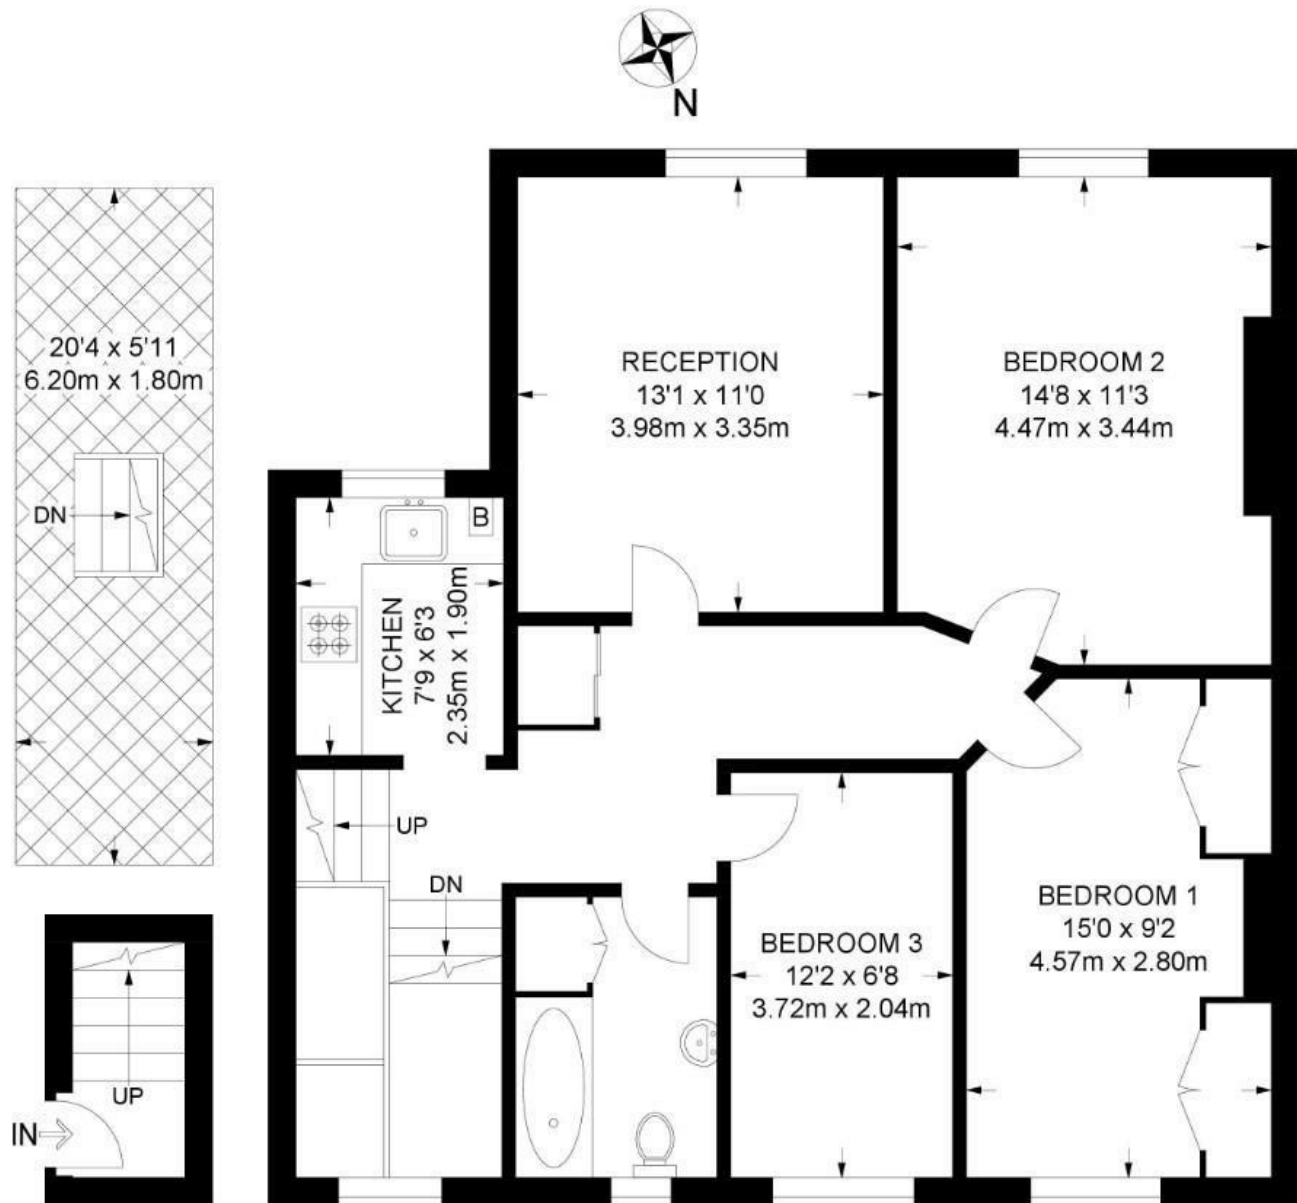 N
20'4 x 5'11
6.20m x 1.80m
DN
RECEPTION
13'1 x 11'0
3.98m x 3.35m
BEDROOM 2
14'8 x 11'3
4.47m x 3.44m
B
KITCHEN
7'9 x 6'3
2.35m x 1.90m
UP
DN
BEDROOM 3
12'2 x 6'8
3.72m x 2.04m
BEDROOM 1
15'0 x 9'2
4.57m x 2.80m
UP
IN